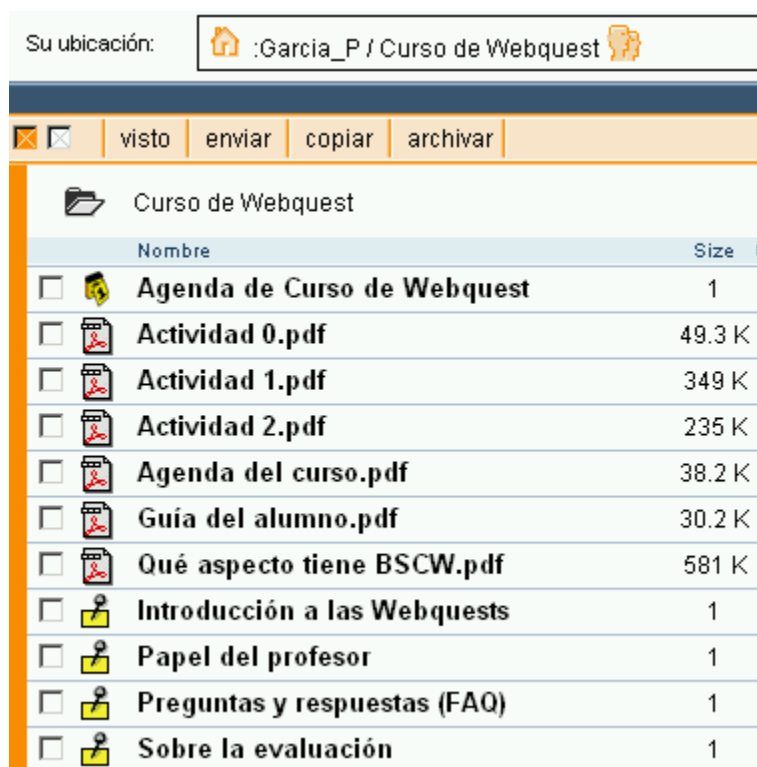 Su ubicación: :Garcia_P / Curso de Webquest
visto enviar copiar archivar
Curso de Webquest
Nombre Size
Agenda de Curso de Webquest 1
Actividad 0.pdf 49.3 K
Actividad 1.pdf 349 K
Actividad 2.pdf 235 K
Agenda del curso.pdf 38.2 K
Guía del alumno.pdf 30.2 K
Qué aspecto tiene BSCW.pdf 581 K
Introducción a las Webquests 1
Papel del profesor 1
Preguntas y respuestas (FAQ) 1
Sobre la evaluación 1